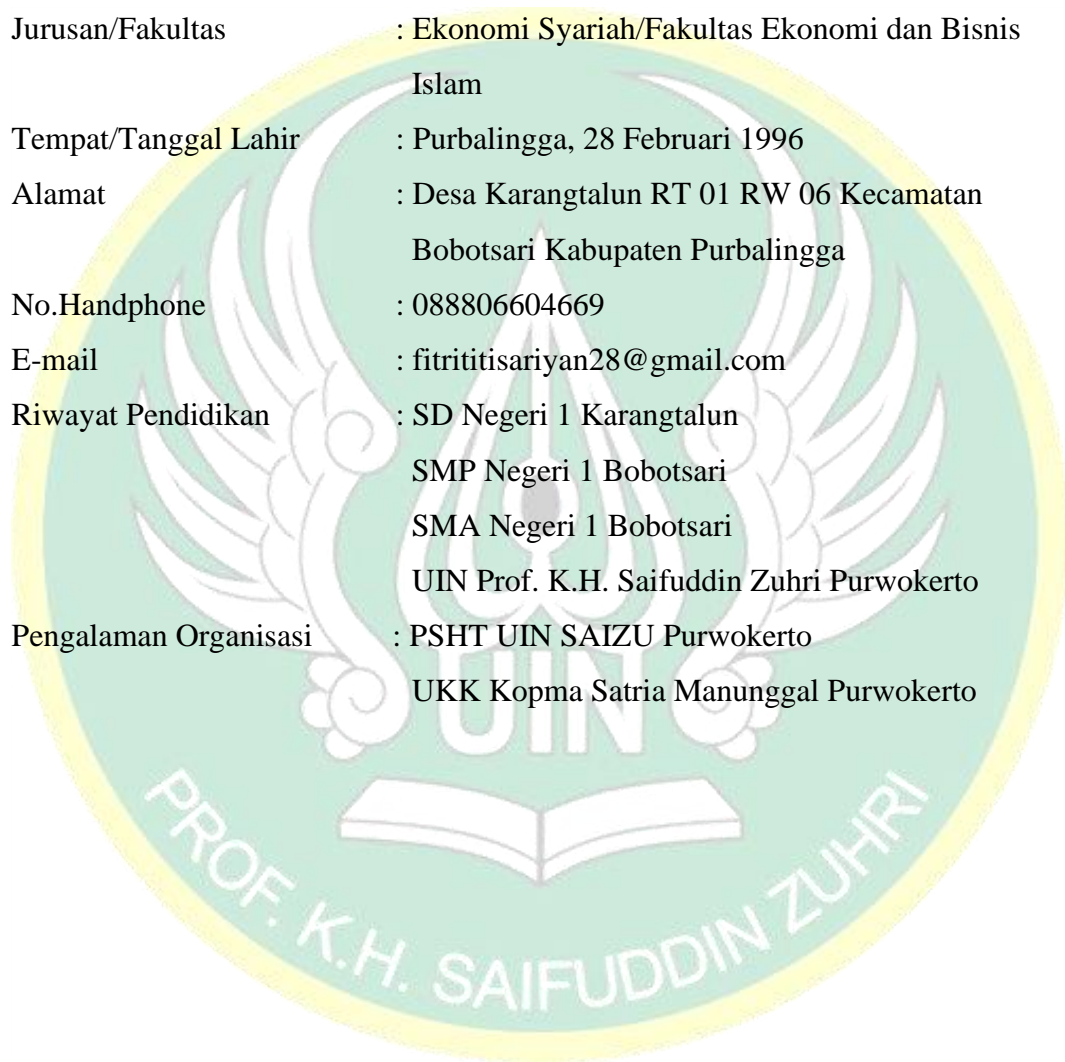 Jurusan/Fakultas : Ekonomi Syariah/Fakultas Ekonomi dan Bisnis
Islam
Tempat/Tanggal Lahir : Purbalingga, 28 Februari 1996
Alamat : Desa Karangtalun RT 01 RW 06 Kecamatan
Bobotsari Kabupaten Purbalingga
No.Handphone : 088806604669
E-mail : fitrititisariyan28@gmail.com
Riwayat Pendidikan : SD Negeri 1 Karangtalun
SMP Negeri 1 Bobotsari
SMA Negeri 1 Bobotsari
UIN Prof. K.H. Saifuddin Zuhri Purwokerto
Pengalaman Organisasi : PSHT UIN SAIZU Purwokerto
UKK Kopma Satria Manunggal Purwokerto
UIN
PROF. K.H. SAIFUDDIN ZUHRI